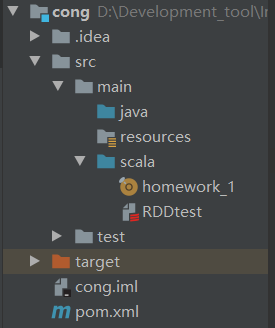 cong D:\Development_tool\I
.idea
src
main
java
resources
scala
homework_1
RDDtest
test
target
cong.iml
pom.xml